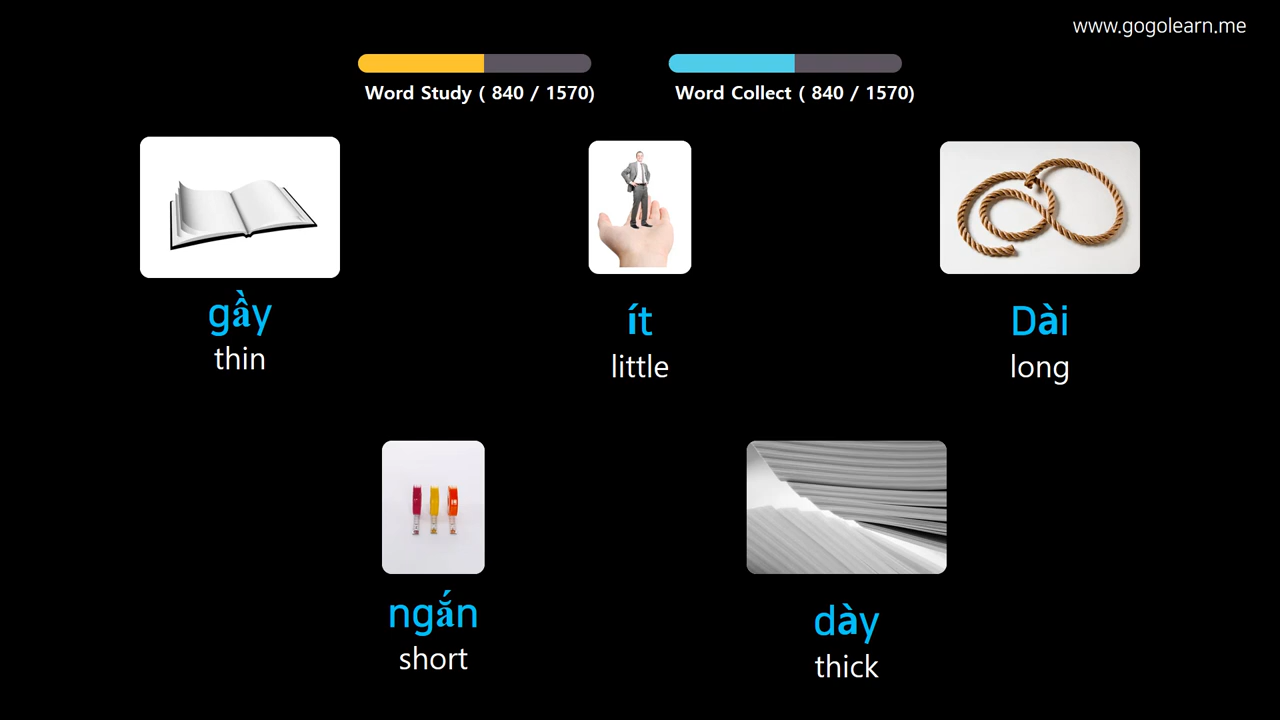 www.gogolearn.me
Word Study ( 840 / 1570)
Word Collect ( 840 / 1570)
gầy
thin
ít
little
Dài
long
ngắn
short
dày
thick